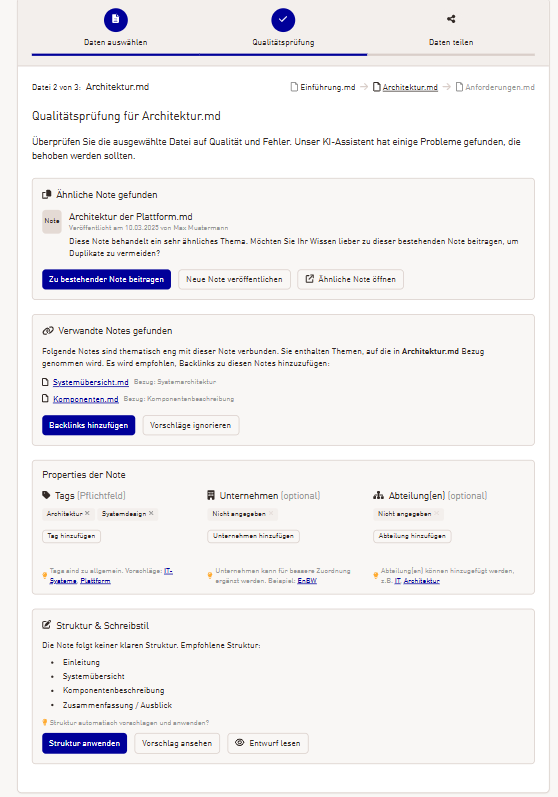 Daten auswählen
Qualitätsprüfung
Daten teilen
Datei 2 von 3: Architektur.md
Einführung.md → Architektur.md → Anforderungen.md
Qualitätsprüfung für Architektur.md
Überprüfen Sie die ausgewählte Datei auf Qualität und Fehler. Unser KI-Assistent hat einige Probleme gefunden, die
behoben werden sollten.
Ähnliche Note gefunden
Note
Architektur der Plattform.md
Veröffentlicht am 10.03.2025 von Max Mustermann
Diese Note behandelt ein sehr ähnliches Thema. Möchten Sie Ihr Wissen lieber zu dieser bestehenden Note beitragen, um
Duplikate zu vermeiden?
Zu bestehender Note beitragen
Neue Note veröffentlichen
Ähnliche Note öffnen
Verwandte Notes gefunden
Folgende Notes sind thematisch eng mit dieser Note verbunden. Sie enthalten Themen, auf die in Architektur.md Bezug
genommen wird. Es wird empfohlen, Backlinks zu diesen Notes hinzuzufügen:
Systemübersicht.md Bezug: Systemarchitektur
Komponenten.md Bezug: Komponentenbeschreibung
Backlinks hinzufügen
Vorschläge ignorieren
Properties der Note
Tags (Pflichtfeld)
Architektur ×
Systemdesign ×
Tag hinzufügen
Tags sind zu allgemein. Vorschläge: IT-
Systeme, Plattform
Unternehmen (optional)
Nicht angegeben ×
Unternehmen hinzufügen
Unternehmen kann für bessere Zuordnung
ergänzt werden. Beispiel: EnBW
Abteilung(en) (optional)
Nicht angegeben ×
Abteilung hinzufügen
Abteilung(en) können hinzugefügt werden,
z.B. IT, Architektur
Struktur & Schreibstil
Die Note folgt keiner klaren Struktur. Empfohlene Struktur:
• Einleitung
• Systemübersicht
• Komponentenbeschreibung
• Zusammenfassung / Ausblick
Struktur automatisch vorschlagen und anwenden?
Struktur anwenden
Vorschlag ansehen
Entwurf lesen